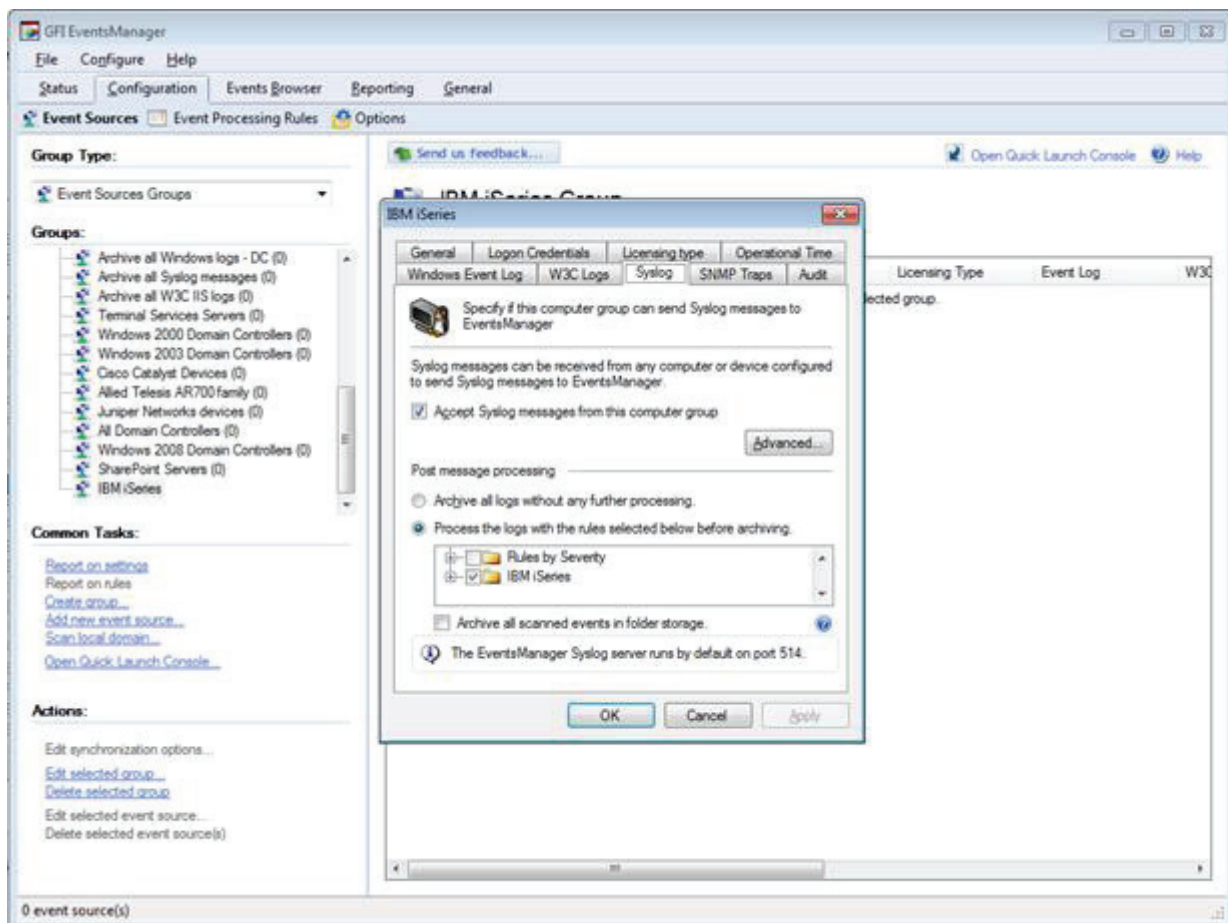 GFI EventsManager
File Configure Help
Status Configuration Events Browser Reporting General
Event Sources Event Processing Rules Options
Group Type:
Event Sources Groups
Groups:
Archive all Windows logs - DC (0)
Archive all Syslog messages (0)
Archive all W3C IIS logs (0)
Terminal Services Servers (0)
Windows 2000 Domain Controllers (0)
Windows 2003 Domain Controllers (0)
Cisco Catalyst Devices (0)
Allied Telesis AR700 family (0)
Juniper Networks devices (0)
All Domain Controllers (0)
Windows 2008 Domain Controllers (0)
SharePoint Servers (0)
IBM iSeries
Common Tasks:
Report on settings
Report on rules
Create group...
Add new event source...
Scan local domain...
Open Quick Launch Console...
Actions:
Edit synchronization options...
Edit selected group...
Delete selected group
Edit selected event source...
Delete selected event source(s)
Send us feedback...
Open Quick Launch Console Help
IBM iSeries Group
Licensing Type Event Log W3C
lected group.
IBM iSeries
General Logon Credentials Licensing type Operational Time
Windows Event Log W3C Logs Syslog SNMP Traps Audit
Specify if this computer group can send Syslog messages to
EventsManager
Syslog messages can be received from any computer or device configured
to send Syslog messages to EventsManager.
Accept Syslog messages from this computer group
Advanced...
Post message processing
Archive all logs without any further processing.
Process the logs with the rules selected below before archiving.
Rules by Severity
IBM iSeries
Archive all scanned events in folder storage.
The EventsManager Syslog server runs by default on port 514.
OK Cancel Apply
0 event source(s)